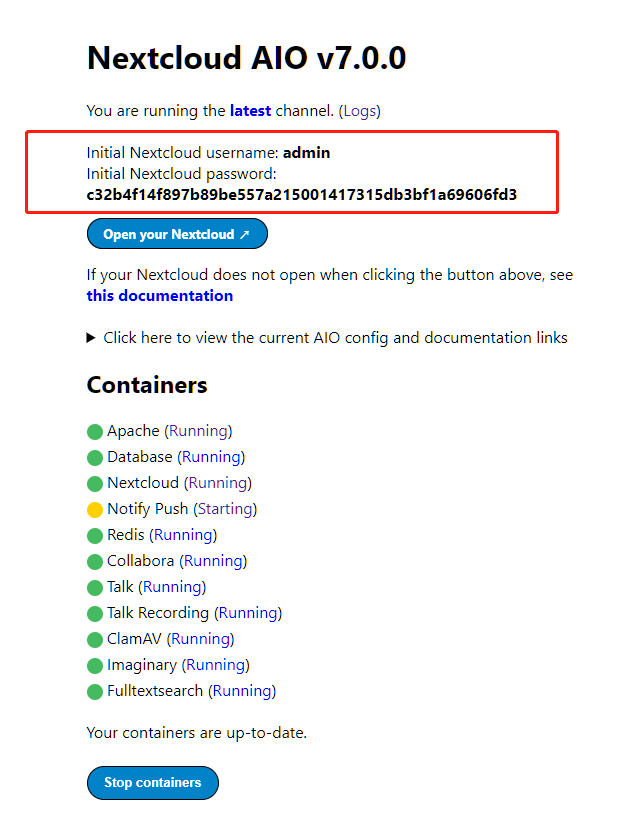 Nextcloud AIO v7.0.0
You are running the latest channel. (Logs)
Initial Nextcloud username: admin
Initial Nextcloud password:
c32b4f14f897b89be557a215001417315db3bf1a69606fd3
Open your Nextcloud ↗
If your Nextcloud does not open when clicking the button above, see
this documentation
▶ Click here to view the current AIO config and documentation links
Containers
Apache (Running)
Database (Running)
Nextcloud (Running)
Notify Push (Starting)
Redis (Running)
Collabora (Running)
Talk (Running)
Talk Recording (Running)
ClamAV (Running)
Imaginary (Running)
Fulltextsearch (Running)
Your containers are up-to-date.
Stop containers